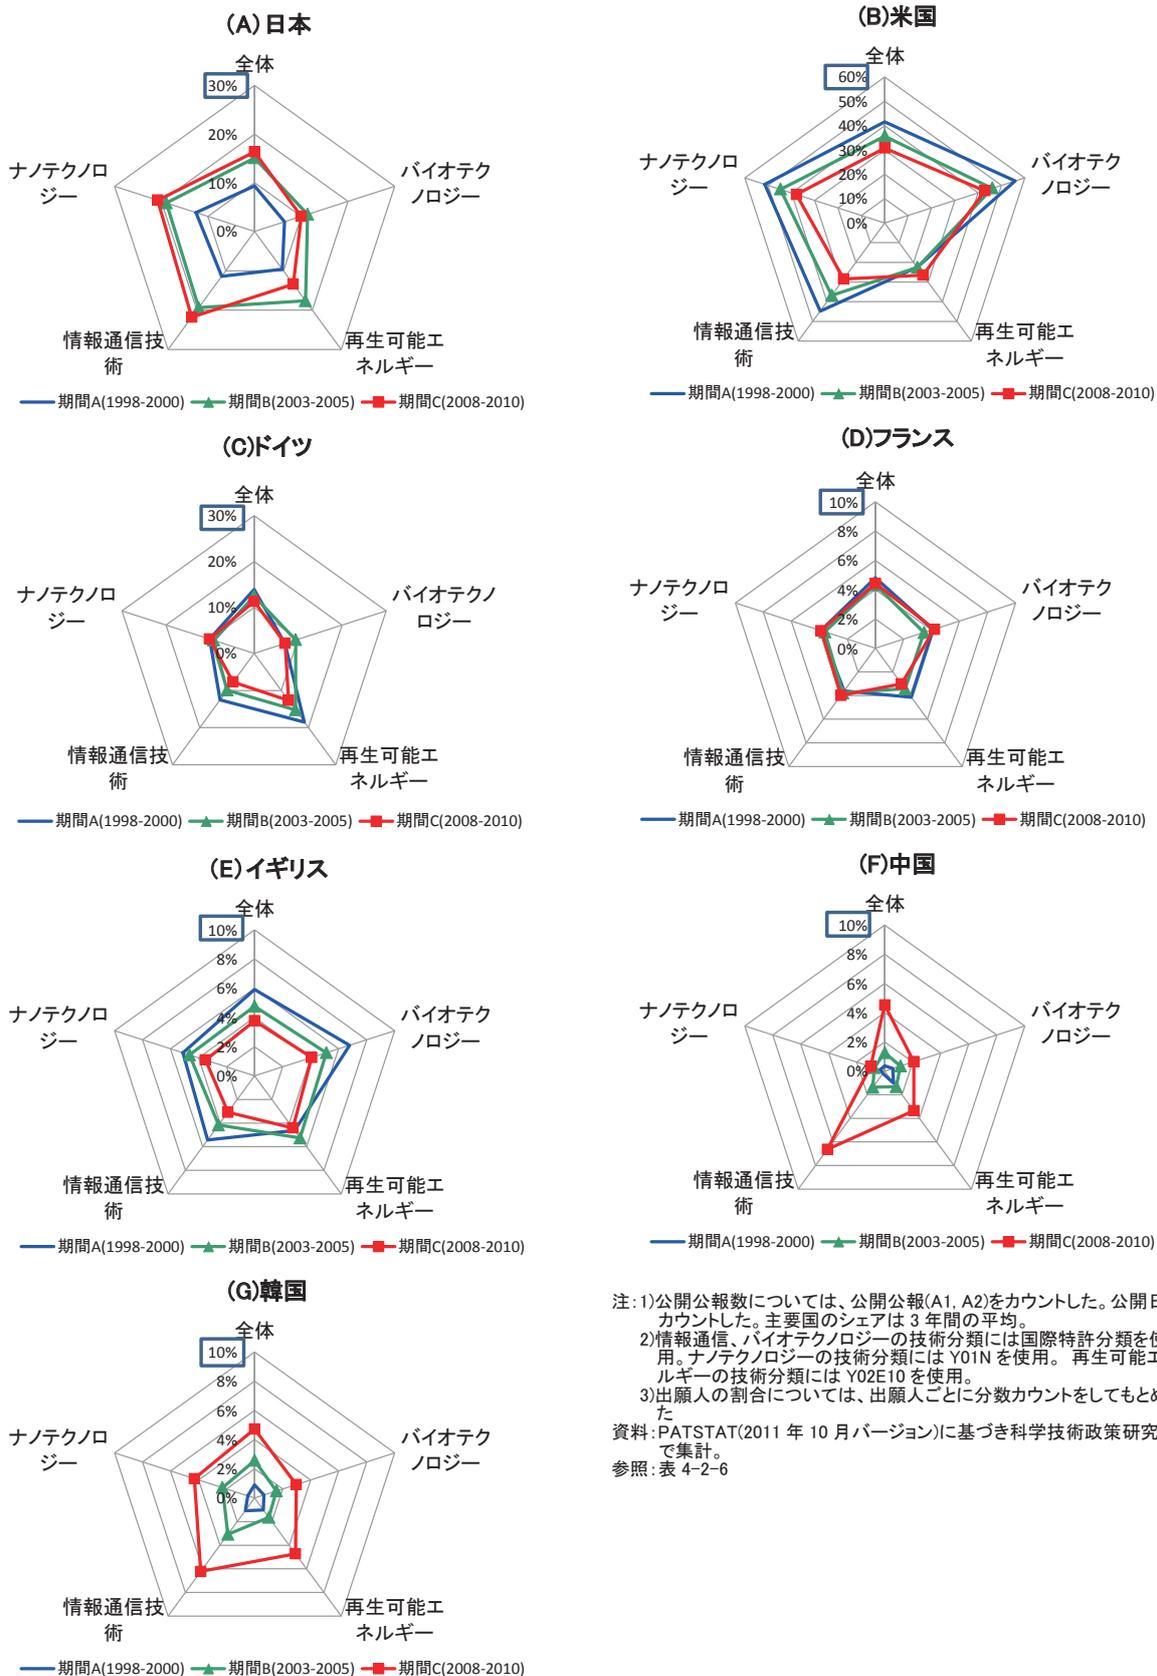 (A)日本
全体
30%
20%
10%
0%
バイオテク
ノロジー
再生可能エ
ネルギー
情報通信技
術
ナノテクノロ
ジー
期間A(1998-2000) 期間B(2003-2005) 期間C(2008-2010)
(B)米国
全体
60%
50%
40%
30%
20%
10%
0%
バイオテク
ノロジー
再生可能エ
ネルギー
情報通信技
術
ナノテクノロ
ジー
期間A(1998-2000) 期間B(2003-2005) 期間C(2008-2010)
(C)ドイツ
全体
30%
20%
10%
0%
バイオテクノ
ロジー
再生可能エ
ネルギー
情報通信技
術
ナノテクノロ
ジー
期間A(1998-2000) 期間B(2003-2005) 期間C(2008-2010)
(D)フランス
全体
10%
8%
6%
4%
2%
0%
バイオテク
ノロジー
再生可能エ
ネルギー
情報通信技
術
ナノテクノロ
ジー
期間A(1998-2000) 期間B(2003-2005) 期間C(2008-2010)
(E)イギリス
全体
10%
8%
6%
4%
2%
0%
バイオテク
ノロジー
再生可能エ
ネルギー
情報通信技
術
ナノテクノロ
ジー
期間A(1998-2000) 期間B(2003-2005) 期間C(2008-2010)
(F)中国
全体
10%
8%
6%
4%
2%
0%
バイオテク
ノロジー
再生可能エ
ネルギー
情報通信技
術
ナノテクノロ
ジー
期間A(1998-2000) 期間B(2003-2005) 期間C(2008-2010)
(G)韓国
全体
10%
8%
6%
4%
2%
0%
バイオテク
ノロジー
再生可能エ
ネルギー
情報通信技
術
ナノテクノロ
ジー
期間A(1998-2000) 期間B(2003-2005) 期間C(2008-2010)
注:1)公開公報数については、公開公報(A1, A2)をカウントした。公開日
カウントした。主要国のシェアは 3 年間の平均。
2)情報通信、バイオテクノロジーの技術分類には国際特許分類を使
用。ナノテクノロジーの技術分類には Y01N を使用。 再生可能エ
ルギーの技術分類には Y02E10 を使用。
3)出願人の割合については、出願人ごとに分数カウントをしてもとめ
た
資料:PATSTAT(2011 年 10 月バージョン)に基づき科学技術政策研究
で集計。
参照:表 4-2-6